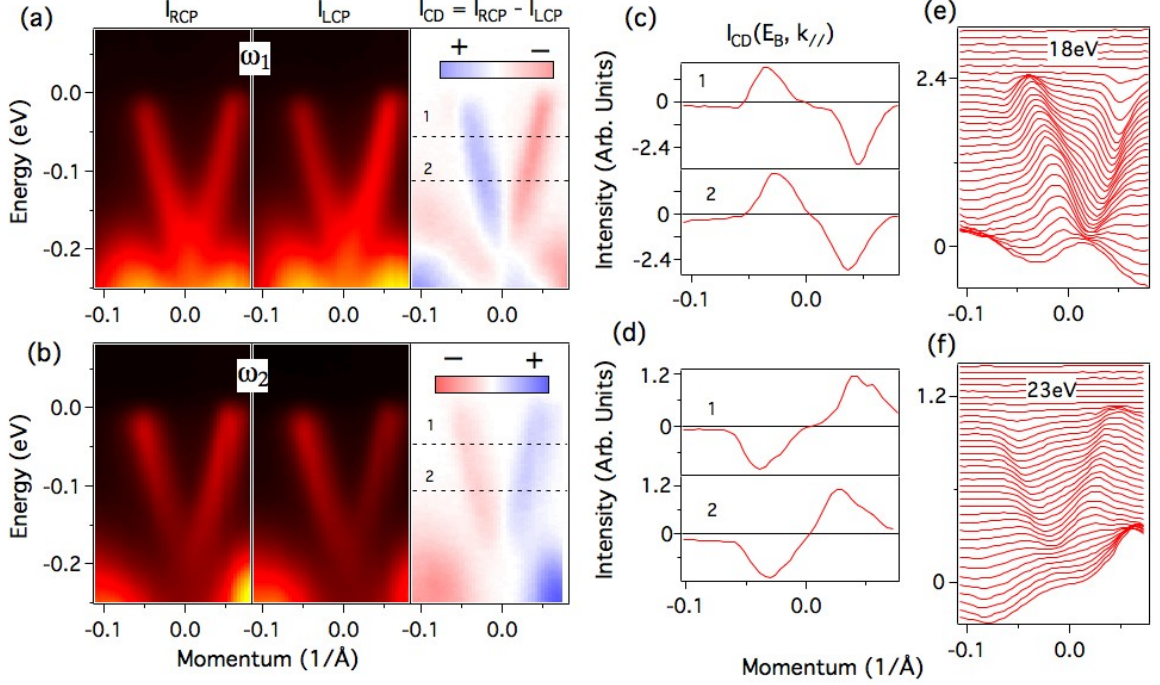 (a)
I_RCP
I_LCP
I_CD = I_RCP - I_LCP
ω₁
+
−
1
2
Energy (eV)
0.0
-0.1
-0.2
-0.1
0.0
-0.1
0.0
-0.1
0.0
(b)
ω₂
−
+
1
2
Energy (eV)
0.0
-0.1
-0.2
-0.1
0.0
-0.1
0.0
-0.1
0.0
Momentum (1/Å)
(c)
I_CD(E_B, k_//)
1
0
-2.4
2
0
-2.4
Intensity (Arb. Units)
-0.1
0.0
(d)
1.2
1
0
1.2
2
0
Intensity (Arb. Units)
-0.1
0.0
(e)
18eV
2.4
0
-0.1
0.0
(f)
23eV
1.2
0
-0.1
0.0
Momentum (1/Å)